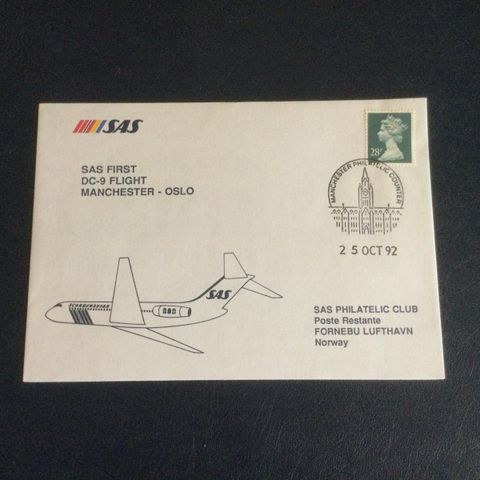 SAS
SAS FIRST
DC-9 FLIGHT
MANCHESTER - OSLO
28P
MANCHESTER PHILATELIC COUNTER
25 OCT 92
SCANDINAVIAN
SAS
SAS PHILATELIC CLUB
Poste Restante
FORNEBU LUFTHAVN
Norway